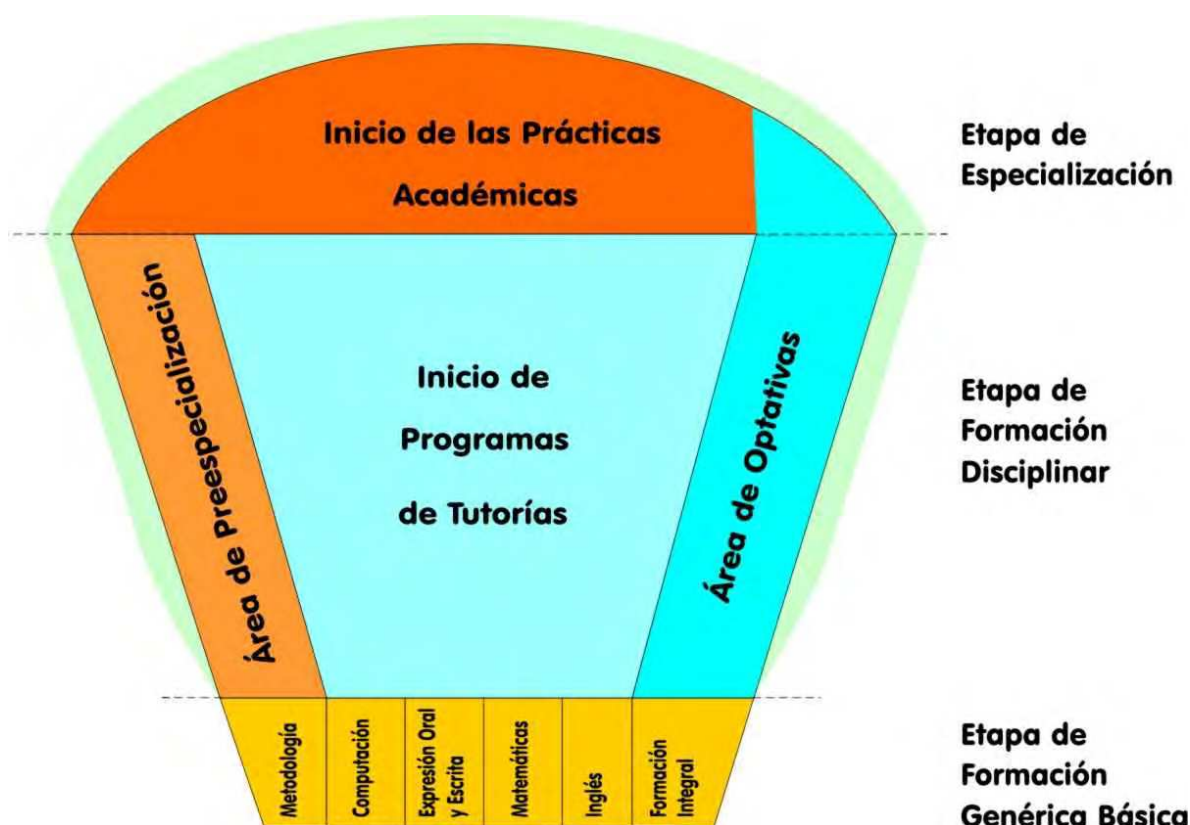 Inicio de las Prácticas
Académicas
Etapa de
Especialización
Área de Preespecialización
Inicio de
Programas
de Tutorías
Área de Optativas
Etapa de
Formación
Disciplinar
Metodología
Computación
Expresión Oral
y Escrita
Matemáticas
Inglés
Formación
Integral
Etapa de
Formación
Genérica Básica